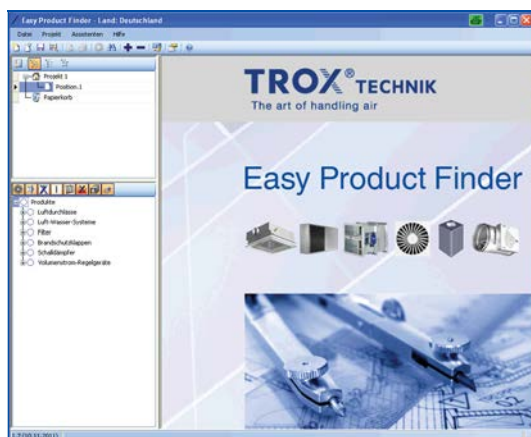 Easy Product Finder - Land: Deutschland
Datei Projekt Assistenten Hilfe
Projekt 1
Position.1
Papierkorb
TROX® TECHNIK
The art of handling air
Easy Product Finder
Produkte
Luftdurchlässe
Luft-Wasser-Systeme
Filter
Brandschutzklappen
Schalldämpfer
Volumenstrom-Regelgeräte